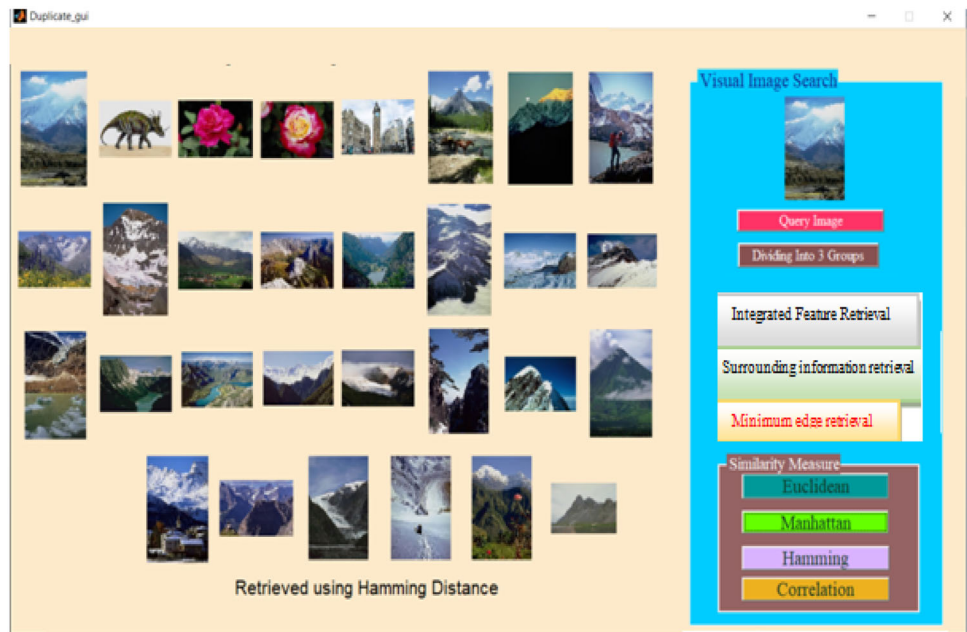 Duplicate_gui
Visual Image Search
Query Image
Dividing Into 3 Groups
Integrated Feature Retrieval
Surrounding information retrieval
Minimum edge retrieval
Similarity Measure
Euclidean
Manhattan
Hamming
Correlation
Retrieved using Hamming Distance